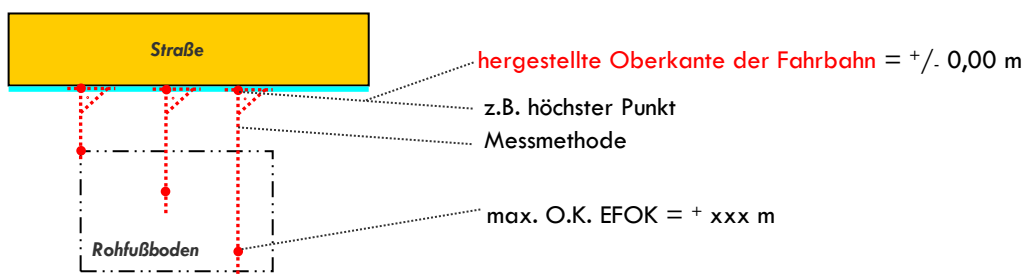 Straße
hergestellte Oberkante der Fahrbahn = +/- 0,00 m
z.B. höchster Punkt
Messmethode
max. O.K. EFOK = + xxx m
Rohfußboden